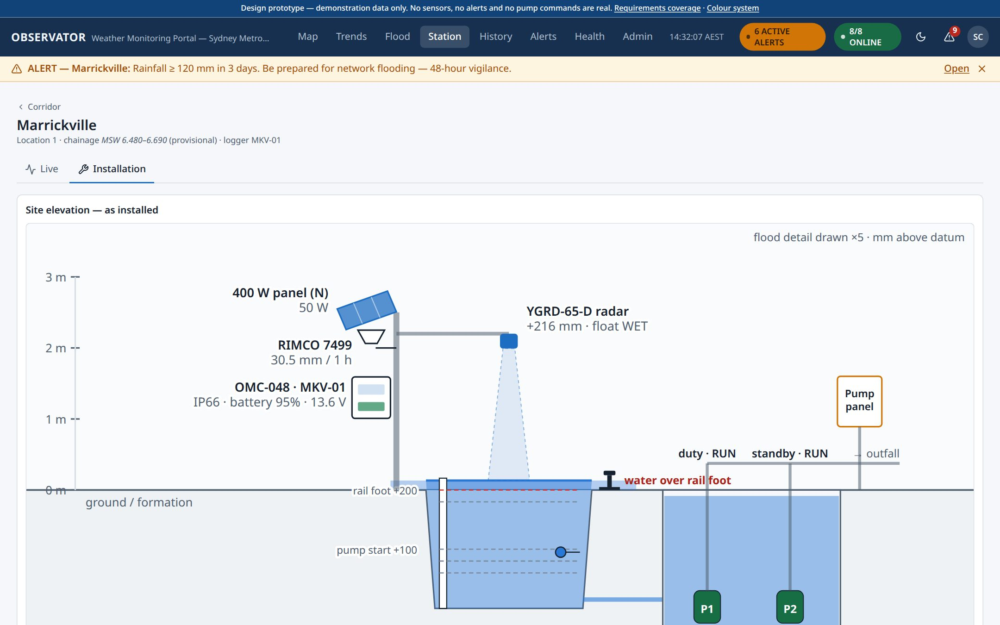 Design prototype — demonstration data only. No sensors, no alerts and no pump commands are real. Requirements coverage · Colour system
OBSERVATOR Weather Monitoring Portal — Sydney Metro... Map Trends Flood Station History Alerts Health Admin 14:32:07 AEST 6 ACTIVE ALERTS 8/8 ONLINE 9 SC
ALERT — Marrickville: Rainfall ≥ 120 mm in 3 days. Be prepared for network flooding — 48-hour vigilance. Open
Corridor
Marrickville
Location 1 · chainage MSW 6.480–6.690 (provisional) · logger MKV-01
Live Installation
Site elevation — as installed
flood detail drawn ×5 · mm above datum
3 m
400 W panel (N)
50 W
YGRD-65-D radar
+216 mm · float WET
2 m
RIMCO 7499
30.5 mm / 1 h
OMC-048 · MKV-01
IP66 · battery 95% · 13.6 V
Pump
panel
1 m
duty · RUN standby · RUN → outfall
water over rail foot
0 m
rail foot +200
ground / formation
pump start +100
P1 P2